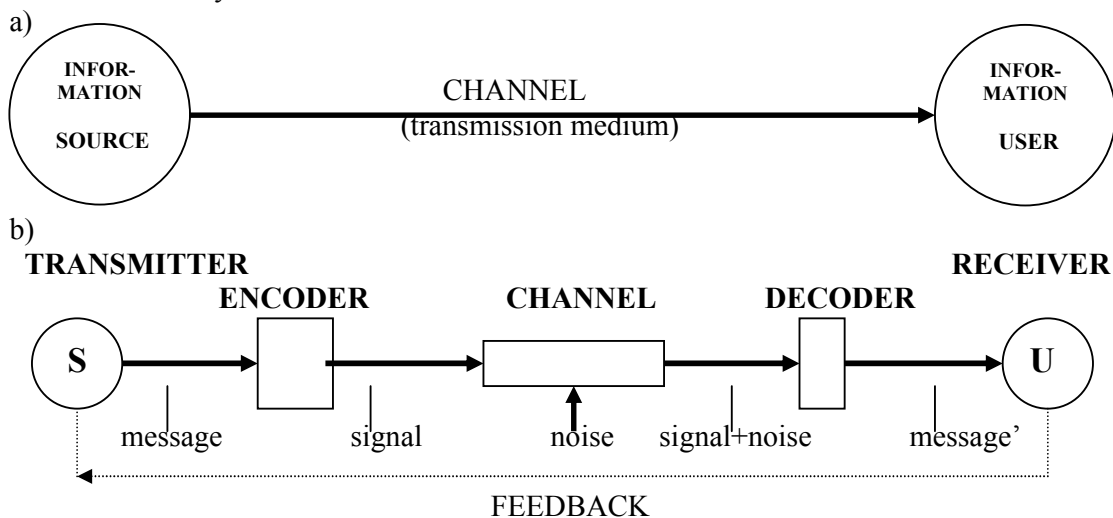 a)
INFOR-
MATION
SOURCE
CHANNEL
(transmission medium)
INFOR-
MATION
USER
b)
TRANSMITTER
RECEIVER
ENCODER
CHANNEL
DECODER
S
U
message
signal
noise
signal+noise
message’
FEEDBACK